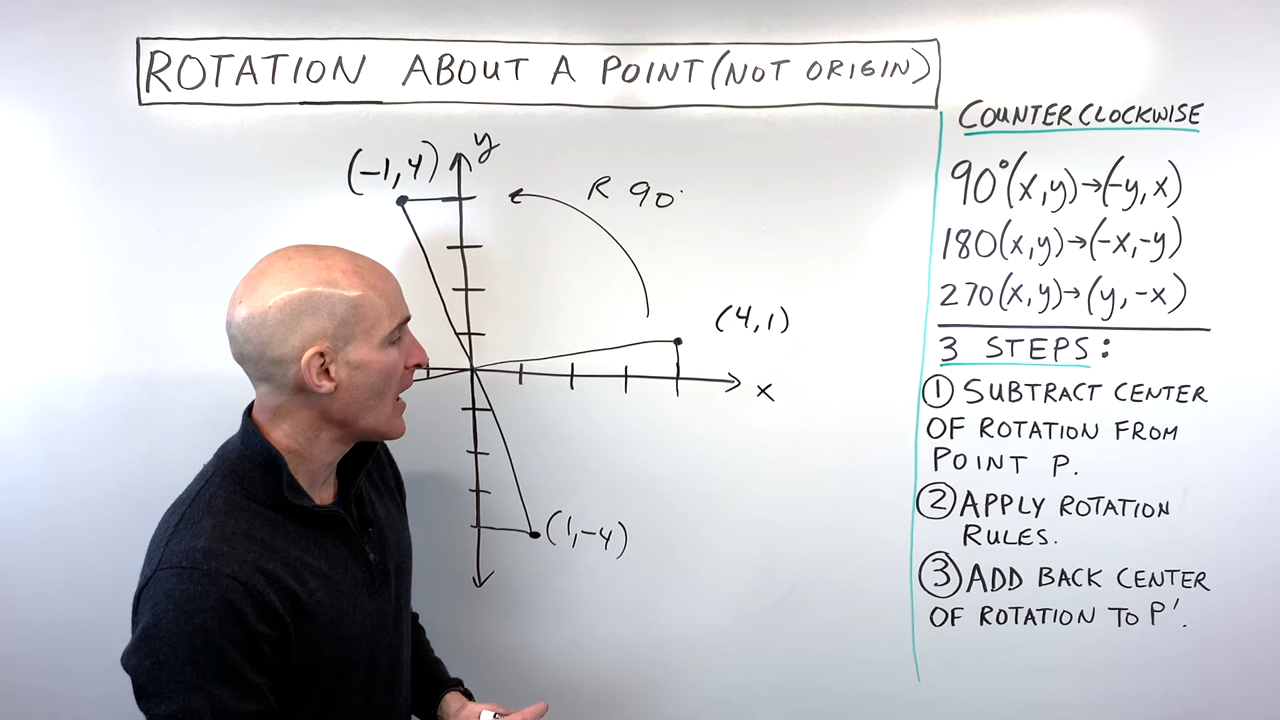 ROTATION ABOUT A POINT (NOT ORIGIN)
y
(-1,4)
R 90°
(4,1)
x
(1,-4)
COUNTER CLOCKWISE
90°(x,y)→(-y,x)
180(x,y)→(-x,-y)
270(x,y)→(y,-x)
3 STEPS:
① SUBTRACT CENTER
OF ROTATION FROM
POINT P.
② APPLY ROTATION
RULES.
③ ADD BACK CENTER
OF ROTATION TO P'.